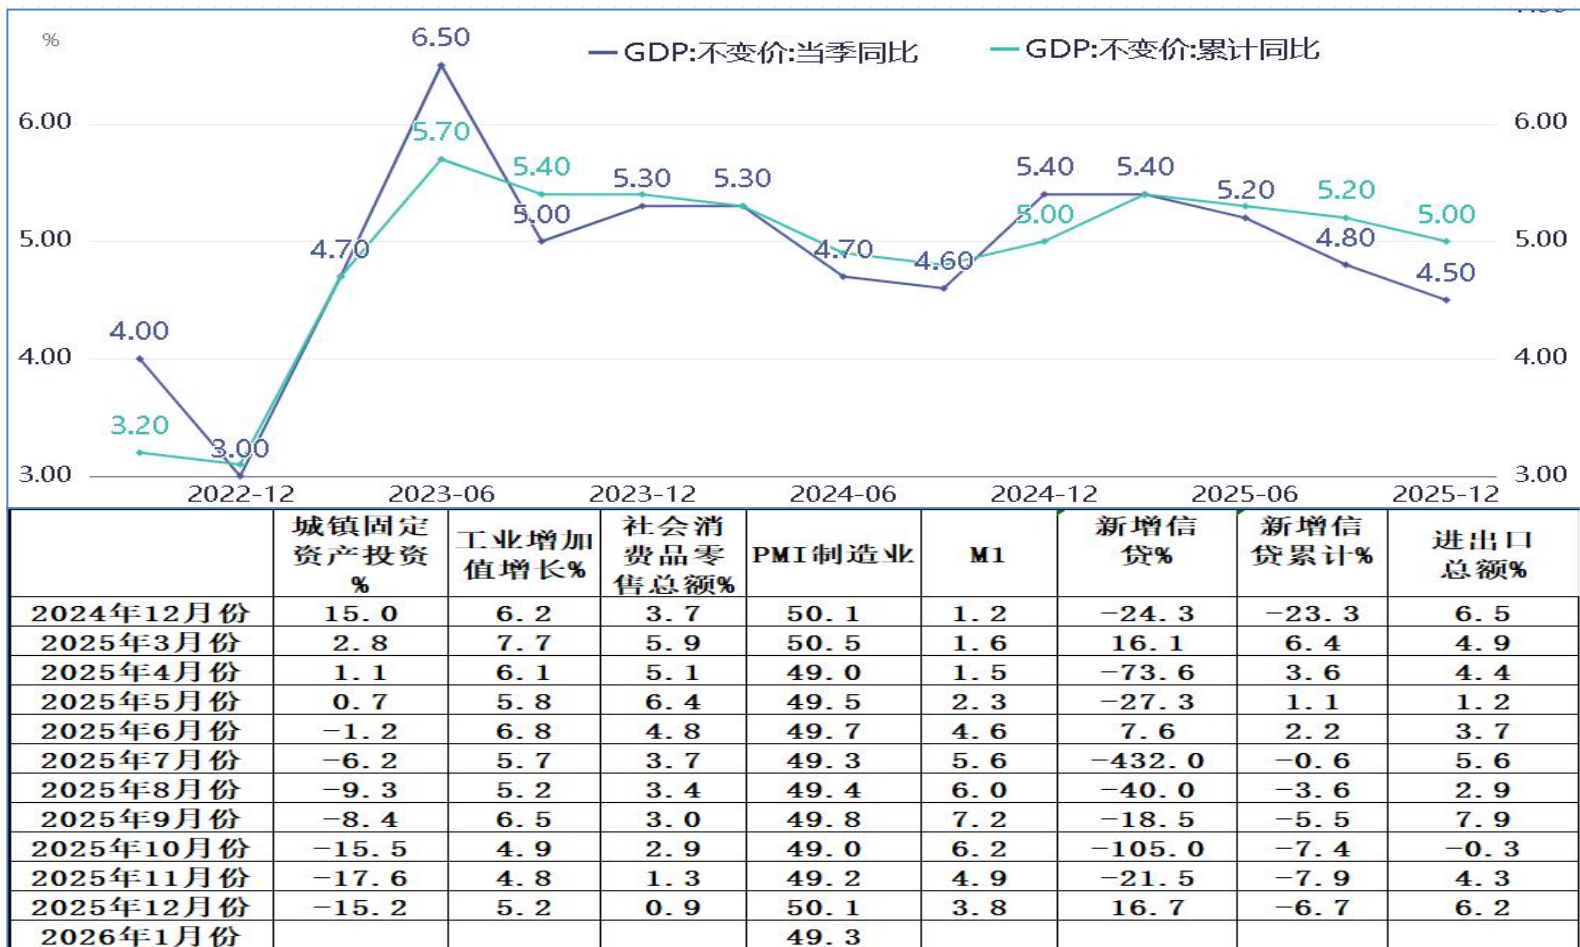 %
GDP:不变价:当季同比
GDP:不变价:累计同比
6.50
6.00
5.70
5.40
5.00
5.30
5.30
5.40
5.40
5.20
5.20
5.00
5.00
4.80
4.70
4.70
4.60
4.50
4.00
3.20
3.00
6.00
5.00
5.00
4.00
4.00
3.00
3.00
2022-12 2023-06 2023-12 2024-06 2024-12 2025-06 2025-12
城镇固定资产投资% 工业增加值增长% 社会消费品零售总额% PMI制造业 M1 新增信贷% 新增信贷累计% 进出口总额%
2024年12月份 15.0 6.2 3.7 50.1 1.2 -24.3 -23.3 6.5
2025年3月份 2.8 7.7 5.9 50.5 1.6 16.1 6.4 4.9
2025年4月份 1.1 6.1 5.1 49.0 1.5 -73.6 3.6 4.4
2025年5月份 0.7 5.8 6.4 49.5 2.3 -27.3 1.1 1.2
2025年6月份 -1.2 6.8 4.8 49.7 4.6 7.6 2.2 3.7
2025年7月份 -6.2 5.7 3.7 49.3 5.6 -432.0 -0.6 5.6
2025年8月份 -9.3 5.2 3.4 49.4 6.0 -40.0 -3.6 2.9
2025年9月份 -8.4 6.5 3.0 49.8 7.2 -18.5 -5.5 7.9
2025年10月份 -15.5 4.9 2.9 49.0 6.2 -105.0 -7.4 -0.3
2025年11月份 -17.6 4.8 1.3 49.2 4.9 -21.5 -7.9 4.3
2025年12月份 -15.2 5.2 0.9 50.1 3.8 16.7 -6.7 6.2
2026年1月份 49.3